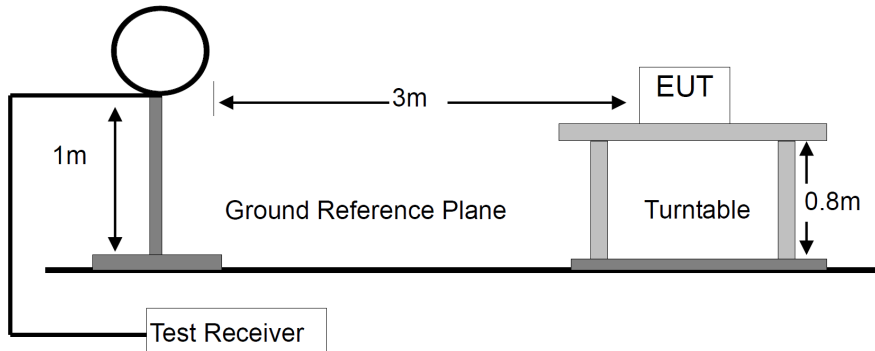 EUT
3m
1m
0.8m
Ground Reference Plane
Turntable
Test Receiver